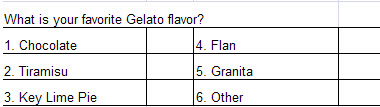 What is your favorite Gelato flavor?
1. Chocolate 4. Flan
2. Tiramisu 5. Granita
3. Key Lime Pie 6. Other